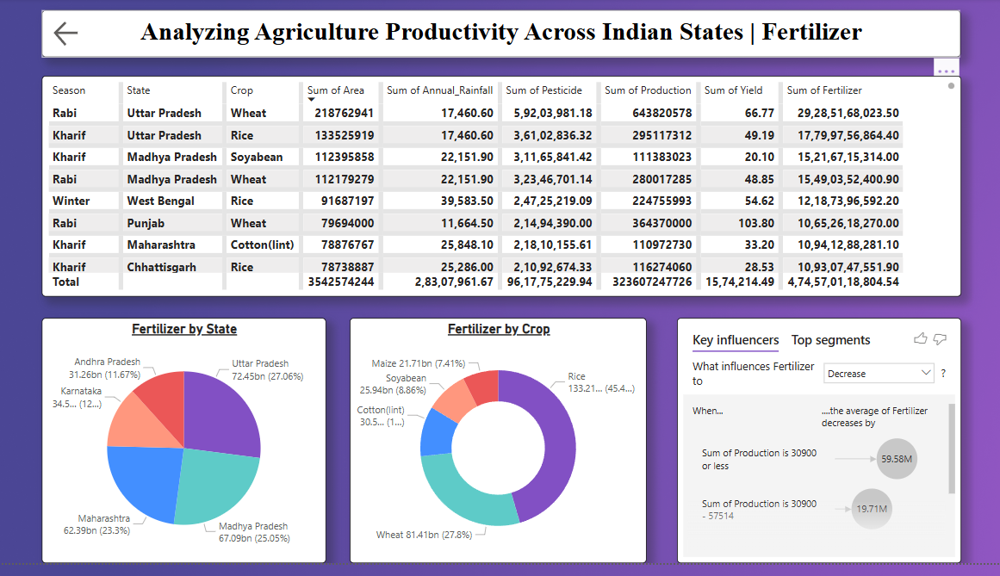 Analyzing Agriculture Productivity Across Indian States | Fertilizer
Season State Crop Sum of Area Sum of Annual_Rainfall Sum of Pesticide Sum of Production Sum of Yield Sum of Fertilizer
Rabi Uttar Pradesh Wheat 218762941 17,460.60 5,92,03,981.18 643820578 66.77 29,28,51,68,023.50
Kharif Uttar Pradesh Rice 133525919 17,460.60 3,61,02,836.32 295117312 49.19 17,79,97,56,864.40
Kharif Madhya Pradesh Soyabean 112395858 22,151.90 3,11,65,841.42 111383023 20.10 15,21,67,15,314.00
Rabi Madhya Pradesh Wheat 112179279 22,151.90 3,23,46,701.14 280017285 48.85 15,49,03,52,400.90
Winter West Bengal Rice 91687197 39,583.50 2,47,25,219.09 224755993 54.62 12,18,73,96,592.20
Rabi Punjab Wheat 79694000 11,664.50 2,14,94,390.00 364370000 103.80 10,65,26,18,270.00
Kharif Maharashtra Cotton(lint) 78876767 25,848.10 2,18,10,155.61 110972730 33.20 10,94,12,88,281.10
Kharif Chhattisgarh Rice 78738887 25,286.00 2,10,92,674.33 116274060 28.53 10,93,07,47,551.90
Total 3542574244 2,83,07,961.67 96,17,75,229.94 323607247726 15,74,214.49 4,74,57,01,18,804.54
Fertilizer by State
Andhra Pradesh
31.26bn (11.67%)
Uttar Pradesh
72.45bn (27.06%)
Karnataka
34.5... (12...)
Maharashtra
62.39bn (23.3%)
Madhya Pradesh
67.09bn (25.05%)
Fertilizer by Crop
Maize 21.71bn (7.41%)
Soyabean
25.94bn (8.86%)
Rice
133.21... (45.4...)
Cotton(lint)
30.5... (1...)
Wheat 81.41bn (27.8%)
Key influencers Top segments
What influences Fertilizer
to
Decrease ?
When...
....the average of Fertilizer
decreases by
Sum of Production is 30900
or less
59.58M
Sum of Production is 30900
- 57514
19.71M